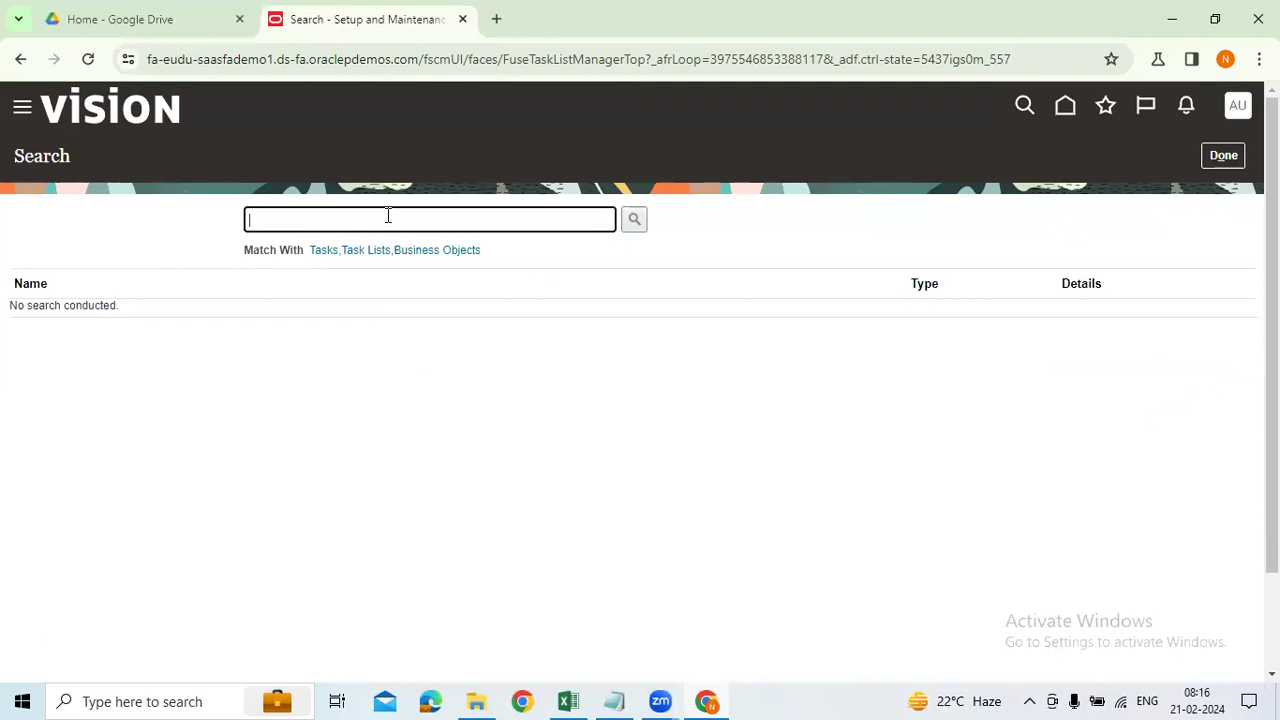 Home - Google Drive
Search - Setup and Maintenanc
fa-eudu-saasfademo1.ds-fa.oraclepdemos.com/fscmUI/faces/FuseTaskListManagerTop?_afrLoop=3975546853388117&_adf.ctrl-state=5437igs0m_557
N
VISION
AU
Search
Done
Match With Tasks,Task Lists,Business Objects
Name Type Details
No search conducted.
Activate Windows
Go to Settings to activate Windows.
Type here to search
zm
N
22°C Haze
ENG
08:16
21-02-2024